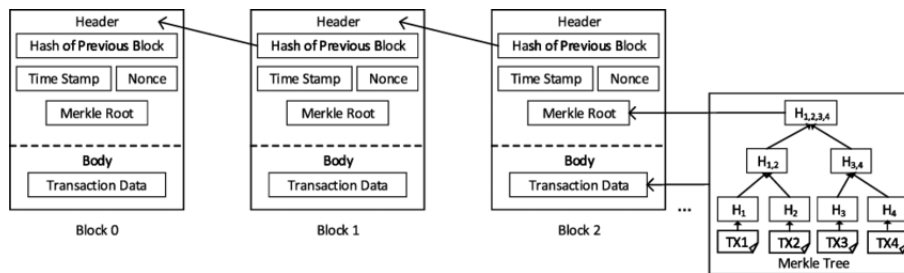 Header
Hash of Previous Block
Time Stamp
Nonce
Merkle Root
Body
Transaction Data
Block 0
Header
Hash of Previous Block
Time Stamp
Nonce
Merkle Root
Body
Transaction Data
Block 1
Header
Hash of Previous Block
Time Stamp
Nonce
Merkle Root
Body
Transaction Data
Block 2
...
H1,2,3,4
H1,2
H3,4
H1
H2
H3
H4
TX1
TX2
TX3
TX4
Merkle Tree